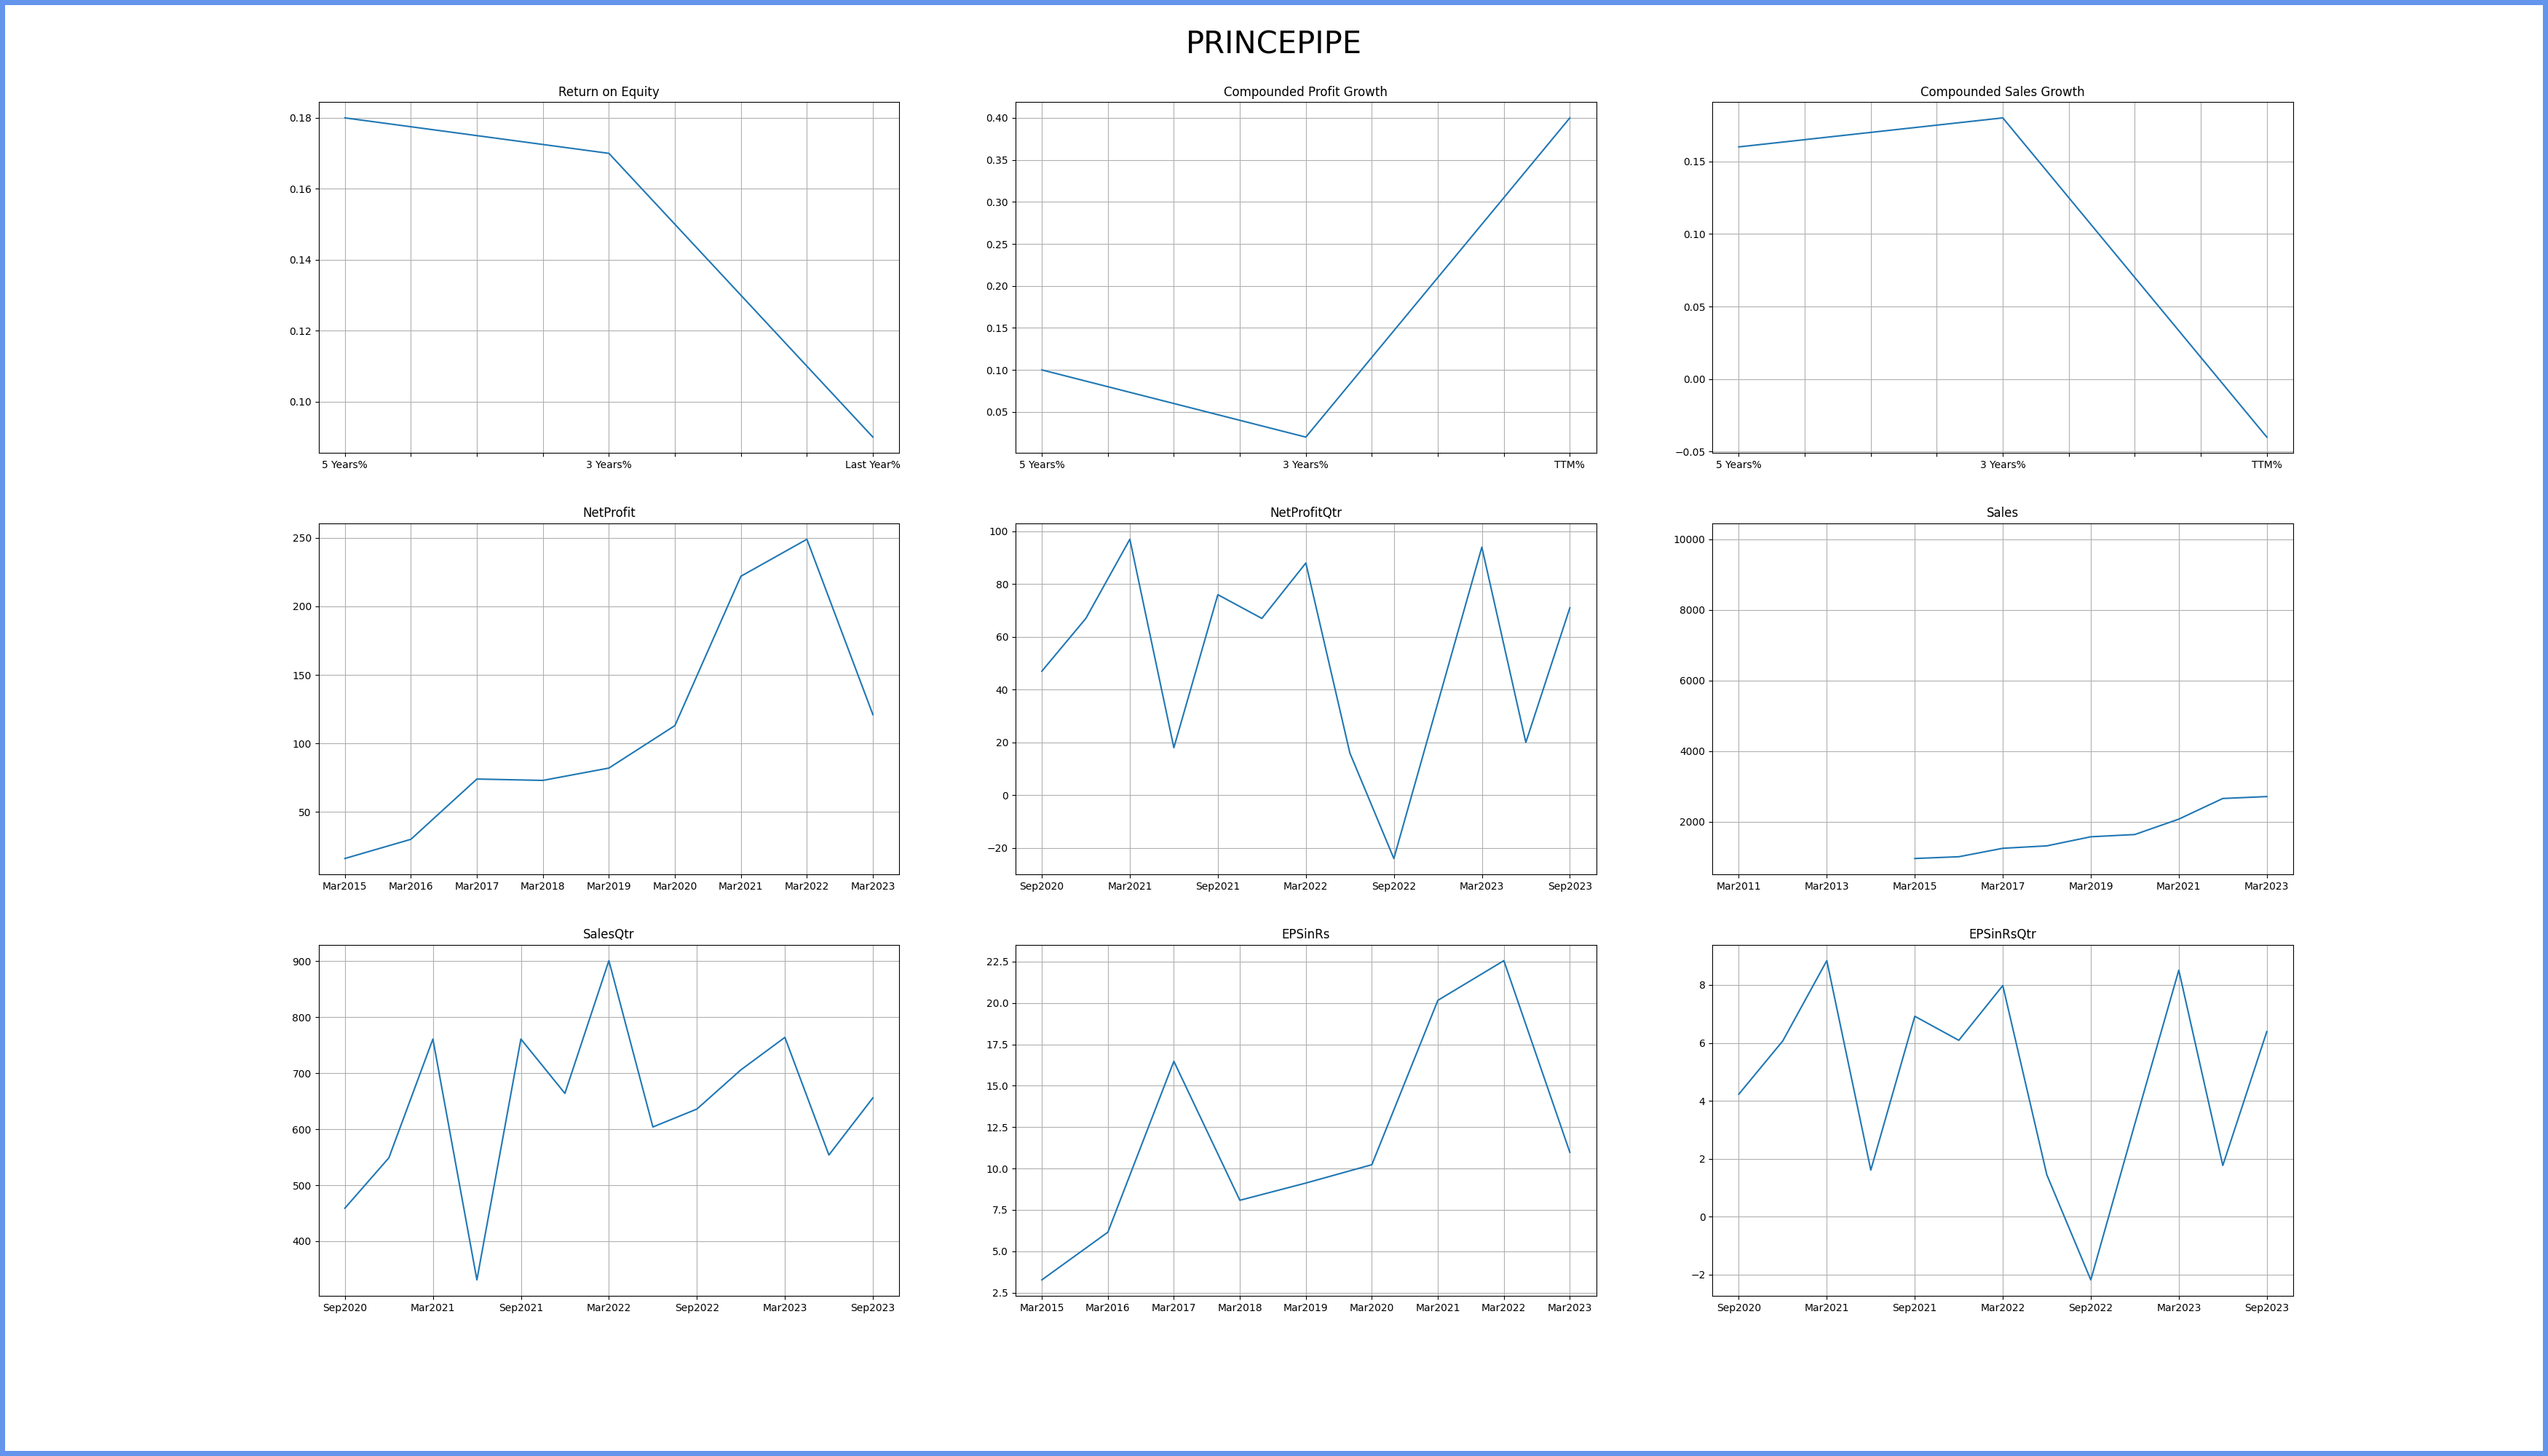 PRINCEPIPE
Return on Equity
0.18
0.16
0.14
0.12
0.10
5 Years% 3 Years% Last Year%
Compounded Profit Growth
0.40
0.35
0.30
0.25
0.20
0.15
0.10
0.05
5 Years% 3 Years% TTM%
Compounded Sales Growth
0.15
0.10
0.05
0.00
−0.05
5 Years% 3 Years% TTM%
NetProfit
250
200
150
100
50
Mar2015 Mar2016 Mar2017 Mar2018 Mar2019 Mar2020 Mar2021 Mar2022 Mar2023
NetProfitQtr
100
80
60
40
20
0
−20
Sep2020 Mar2021 Sep2021 Mar2022 Sep2022 Mar2023 Sep2023
Sales
10000
8000
6000
4000
2000
Mar2011 Mar2013 Mar2015 Mar2017 Mar2019 Mar2021 Mar2023
SalesQtr
900
800
700
600
500
400
Sep2020 Mar2021 Sep2021 Mar2022 Sep2022 Mar2023 Sep2023
EPSinRs
22.5
20.0
17.5
15.0
12.5
10.0
7.5
5.0
2.5
Mar2015 Mar2016 Mar2017 Mar2018 Mar2019 Mar2020 Mar2021 Mar2022 Mar2023
EPSinRsQtr
8
6
4
2
0
−2
Sep2020 Mar2021 Sep2021 Mar2022 Sep2022 Mar2023 Sep2023